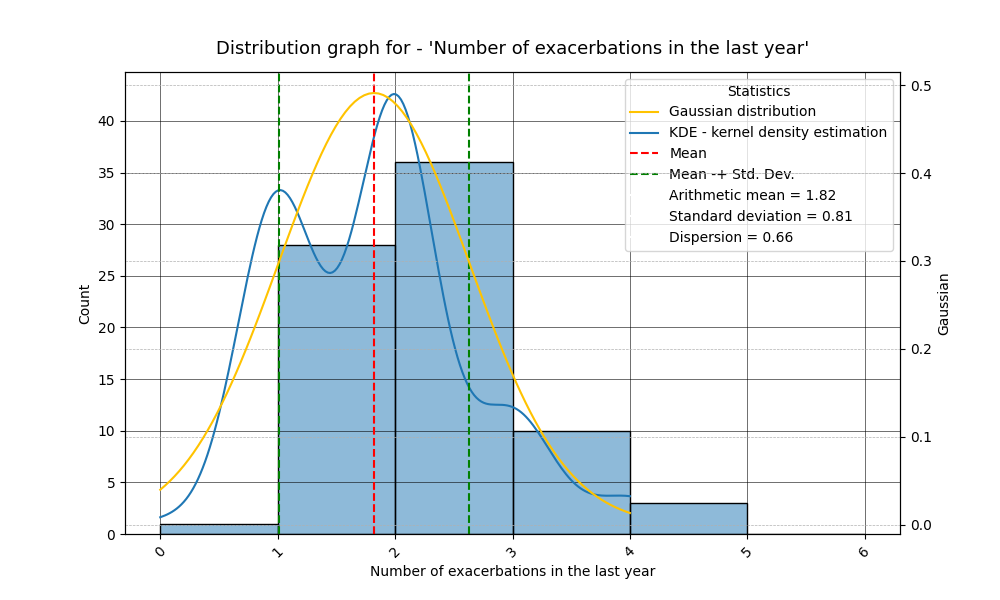 Distribution graph for - 'Number of exacerbations in the last year'
Statistics
Gaussian distribution
KDE - kernel density estimation
Mean
Mean -+ Std. Dev.
Arithmetic mean = 1.82
Standard deviation = 0.81
Dispersion = 0.66
Count
40
35
30
25
20
15
10
5
0
0.5
0.4
0.3
0.2
0.1
0.0
Gaussian
0 1 2 3 4 5 6
Number of exacerbations in the last year